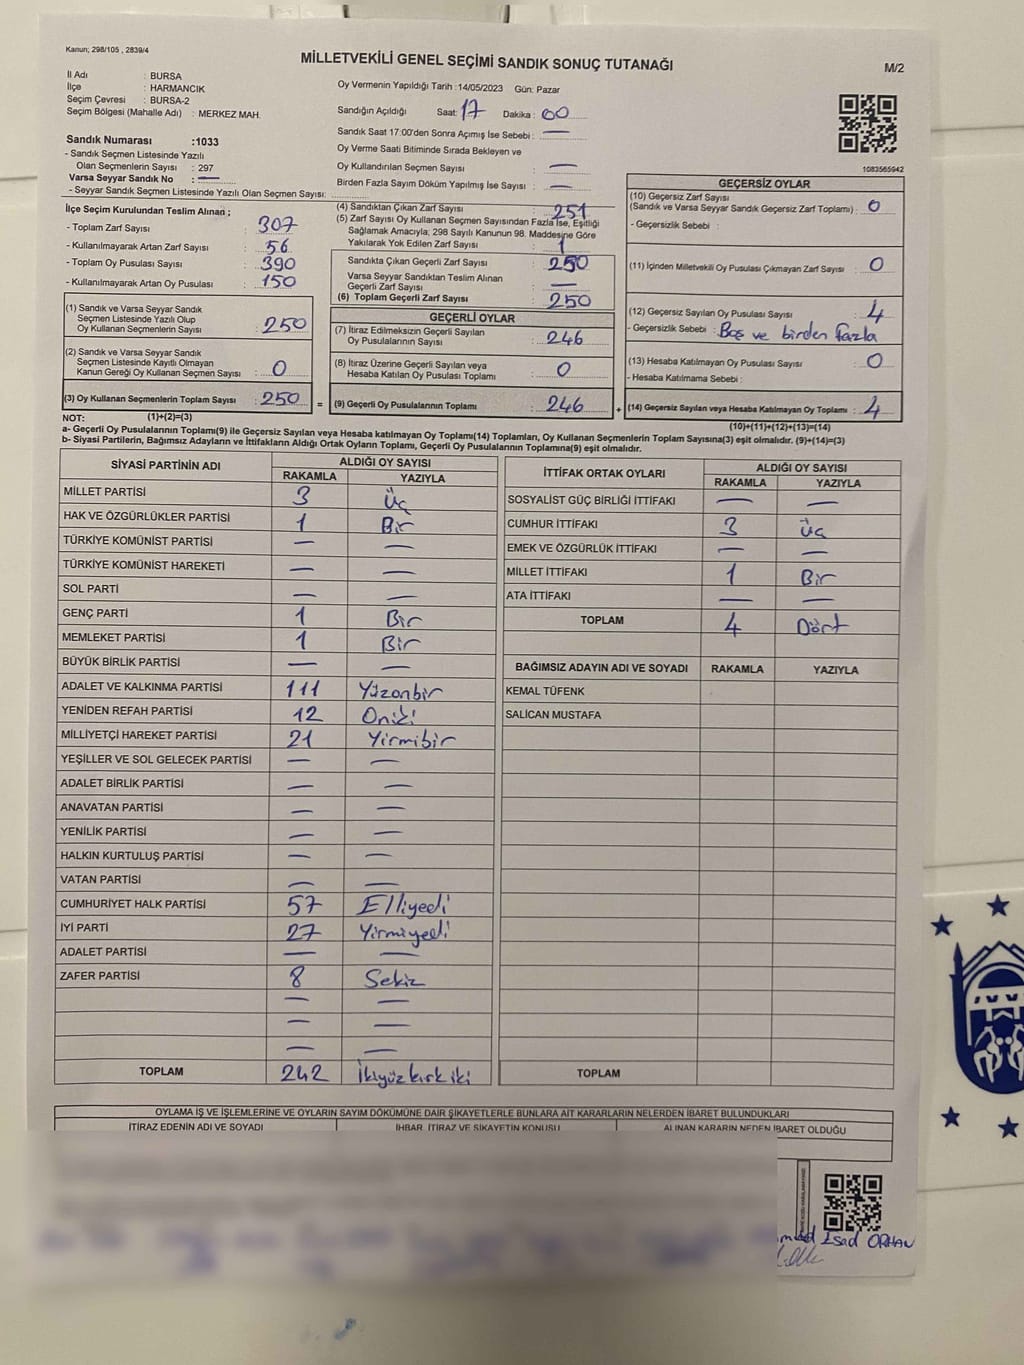 Kanun; 298/105 , 2839/4
MİLLETVEKİLİ GENEL SEÇİMİ SANDIK SONUÇ TUTANAĞI
M/2
İl Adı : BURSA
İlçe : HARMANCIK
Seçim Çevresi : BURSA-2
Seçim Bölgesi (Mahalle Adı) : MERKEZ MAH.
Sandık Numarası :1033
- Sandık Seçmen Listesinde Yazılı
Olan Seçmenlerin Sayısı : 297
Varsa Seyyar Sandık No : —
- Seyyar Sandık Seçmen Listesinde Yazılı Olan Seçmen Sayısı:
Oy Vermenin Yapıldığı Tarih :14/05/2023 Gün: Pazar
Sandığın Açıldığı Saat: 17 Dakika : 00
Sandık Saat 17:00'den Sonra Açımış İse Sebebi : —
Oy Verme Saati Bitiminde Sırada Bekleyen ve
Oy Kullandırılan Seçmen Sayısı : —
Birden Fazla Sayım Döküm Yapılmış İse Sayısı : —
1083565942
İlçe Seçim Kurulundan Teslim Alınan ;
- Toplam Zarf Sayısı : 307
- Kullanılmayarak Artan Zarf Sayısı : 56
- Toplam Oy Pusulası Sayısı : 390
- Kullanılmayarak Artan Oy Pusulası : 150
(1) Sandık ve Varsa Seyyar Sandık
Seçmen Listesinde Yazılı Olup
Oy Kullanan Seçmenlerin Sayısı : 250
(2) Sandık ve Varsa Seyyar Sandık
Seçmen Listesinde Kayıtlı Olmayan
Kanun Gereği Oy Kullanan Seçmen Sayısı : 0
(3) Oy Kullanan Seçmenlerin Toplam Sayısı : 250 =
(4) Sandıktan Çıkan Zarf Sayısı : 251
(5) Zarf Sayısı Oy Kullanan Seçmen Sayısından Fazla İse, Eşitliği
Sağlamak Amacıyla; 298 Sayılı Kanunun 98. Maddesine Göre
Yakılarak Yok Edilen Zarf Sayısı : 1
Sandıkta Çıkan Geçerli Zarf Sayısı : 250
Varsa Seyyar Sandıktan Teslim Alınan
Geçerli Zarf Sayısı : —
(6) Toplam Geçerli Zarf Sayısı : 250
GEÇERLİ OYLAR
(7) İtiraz Edilmeksizin Geçerli Sayılan
Oy Pusulalarının Sayısı : 246
(8) İtiraz Üzerine Geçerli Sayılan veya
Hesaba Katılan Oy Pusulası Toplamı : 0
(9) Geçerli Oy Pusulalarının Toplamı : 246 +
GEÇERSİZ OYLAR
(10) Geçersiz Zarf Sayısı
(Sandık ve Varsa Seyyar Sandık Geçersiz Zarf Toplamı) : 0
- Geçersizlik Sebebi :
(11) İçinden Milletvekili Oy Pusulası Çıkmayan Zarf Sayısı : 0
(12) Geçersiz Sayılan Oy Pusulası Sayısı : 4
- Geçersizlik Sebebi : Boş ve birden fazla
(13) Hesaba Katılmayan Oy Pusulası Sayısı : 0
- Hesaba Katılmama Sebebi :
(14) Geçersiz Sayılan veya Hesaba Katılmayan Oy Toplamı : 4
NOT: (1)+(2)=(3)
(10)+(11)+(12)+(13)=(14)
a- Geçerli Oy Pusulalarının Toplamı(9) ile Geçersiz Sayılan veya Hesaba katılmayan Oy Toplamı(14) Toplamları, Oy Kullanan Seçmenlerin Toplam Sayısına(3) eşit olmalıdır. (9)+(14)=(3)
b- Siyasi Partilerin, Bağımsız Adayların ve İttifakların Aldığı Ortak Oyların Toplamı, Geçerli Oy Pusulalarının Toplamına(9) eşit olmalıdır.
SİYASİ PARTİNİN ADI ALDIĞI OY SAYISI
RAKAMLA YAZIYLA
MİLLET PARTİSİ 3 Üç
HAK VE ÖZGÜRLÜKLER PARTİSİ 1 Bir
TÜRKİYE KOMÜNİST PARTİSİ — —
TÜRKİYE KOMÜNİST HAREKETİ — —
SOL PARTİ — —
GENÇ PARTİ 1 Bir
MEMLEKET PARTİSİ 1 Bir
BÜYÜK BİRLİK PARTİSİ — —
ADALET VE KALKINMA PARTİSİ 111 Yüzonbir
YENİDEN REFAH PARTİSİ 12 Oniki
MİLLİYETÇİ HAREKET PARTİSİ 21 Yirmibir
YEŞİLLER VE SOL GELECEK PARTİSİ — —
ADALET BİRLİK PARTİSİ — —
ANAVATAN PARTİSİ — —
YENİLİK PARTİSİ — —
HALKIN KURTULUŞ PARTİSİ — —
VATAN PARTİSİ — —
CUMHURİYET HALK PARTİSİ 57 Elliyedi
İYİ PARTİ 27 Yirmiyedi
ADALET PARTİSİ — —
ZAFER PARTİSİ 8 Sekiz
— —
— —
— —
TOPLAM 242 İkiyüzkırkiki
İTTİFAK ORTAK OYLARI ALDIĞI OY SAYISI
RAKAMLA YAZIYLA
SOSYALİST GÜÇ BİRLİĞİ İTTİFAKI — —
CUMHUR İTTİFAKI 3 Üç
EMEK VE ÖZGÜRLÜK İTTİFAKI — —
MİLLET İTTİFAKI 1 Bir
ATA İTTİFAKI — —
TOPLAM 4 Dört
BAĞIMSIZ ADAYIN ADI VE SOYADI RAKAMLA YAZIYLA
KEMAL TÜFENK
SALİCAN MUSTAFA
TOPLAM
OYLAMA İŞ VE İŞLEMLERİNE VE OYLARIN SAYIM DÖKÜMÜNE DAİR ŞİKAYETLERLE BUNLARA AİT KARARLARIN NELERDEN İBARET BULUNDUKLARI
İTİRAZ EDENİN ADI VE SOYADI İHBAR, İTİRAZ VE ŞİKAYETİN KONUSU ALINAN KARARIN NEDEN İBARET OLDUĞU
Esad ORHAN